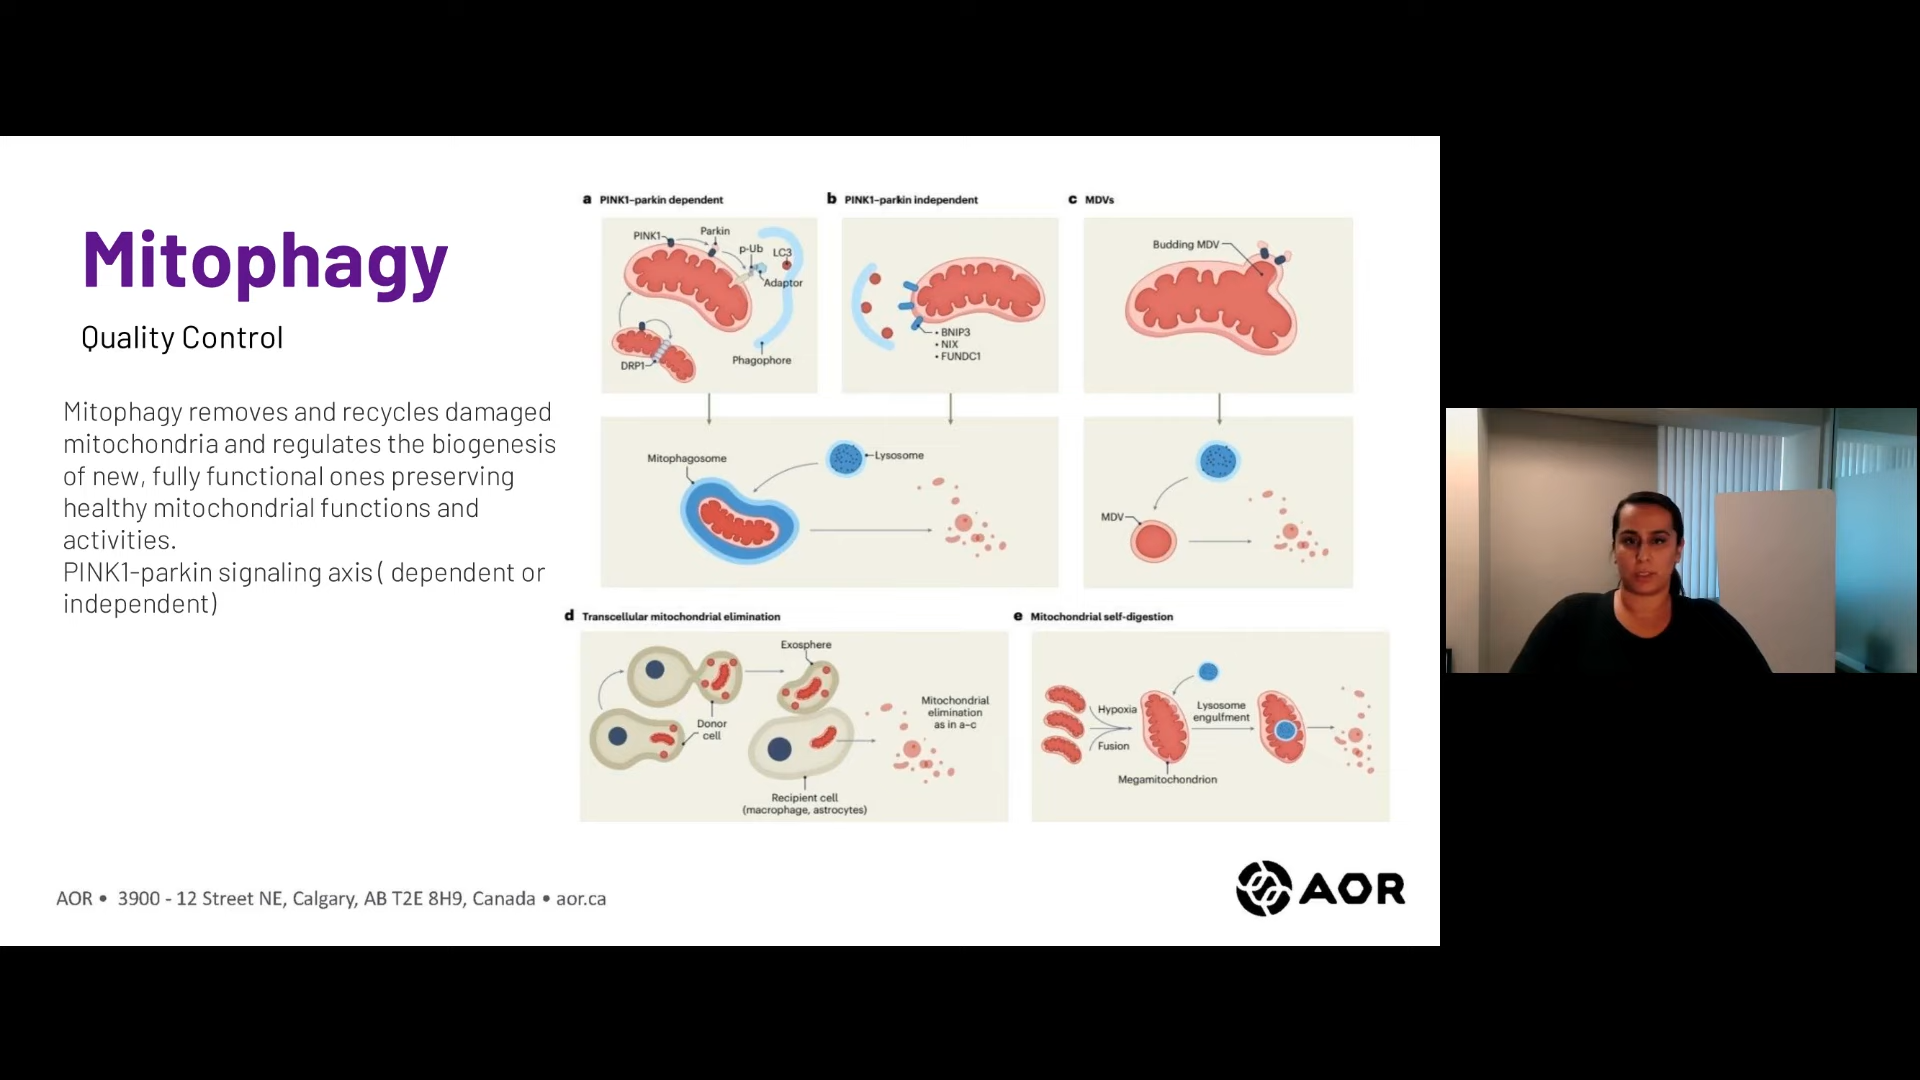 Mitophagy
Quality Control
Mitophagy removes and recycles damaged
mitochondria and regulates the biogenesis
of new, fully functional ones preserving
healthy mitochondrial functions and
activities.
PINK1-parkin signaling axis ( dependent or
independent)
a PINK1–parkin dependent
PINK1
Parkin
p-Ub
LC3
Adaptor
DRP1
Phagophore
b PINK1–parkin independent
• BNIP3
• NIX
• FUNDC1
c MDVs
Budding MDV
Mitophagosome
Lysosome
MDV
d Transcellular mitochondrial elimination
Exosphere
Donor
cell
Mitochondrial
elimination
as in a–c
Recipient cell
(macrophage, astrocytes)
e Mitochondrial self-digestion
Hypoxia
Fusion
Lysosome
engulfment
Megamitochondrion
AOR • 3900 - 12 Street NE, Calgary, AB T2E 8H9, Canada • aor.ca
AOR